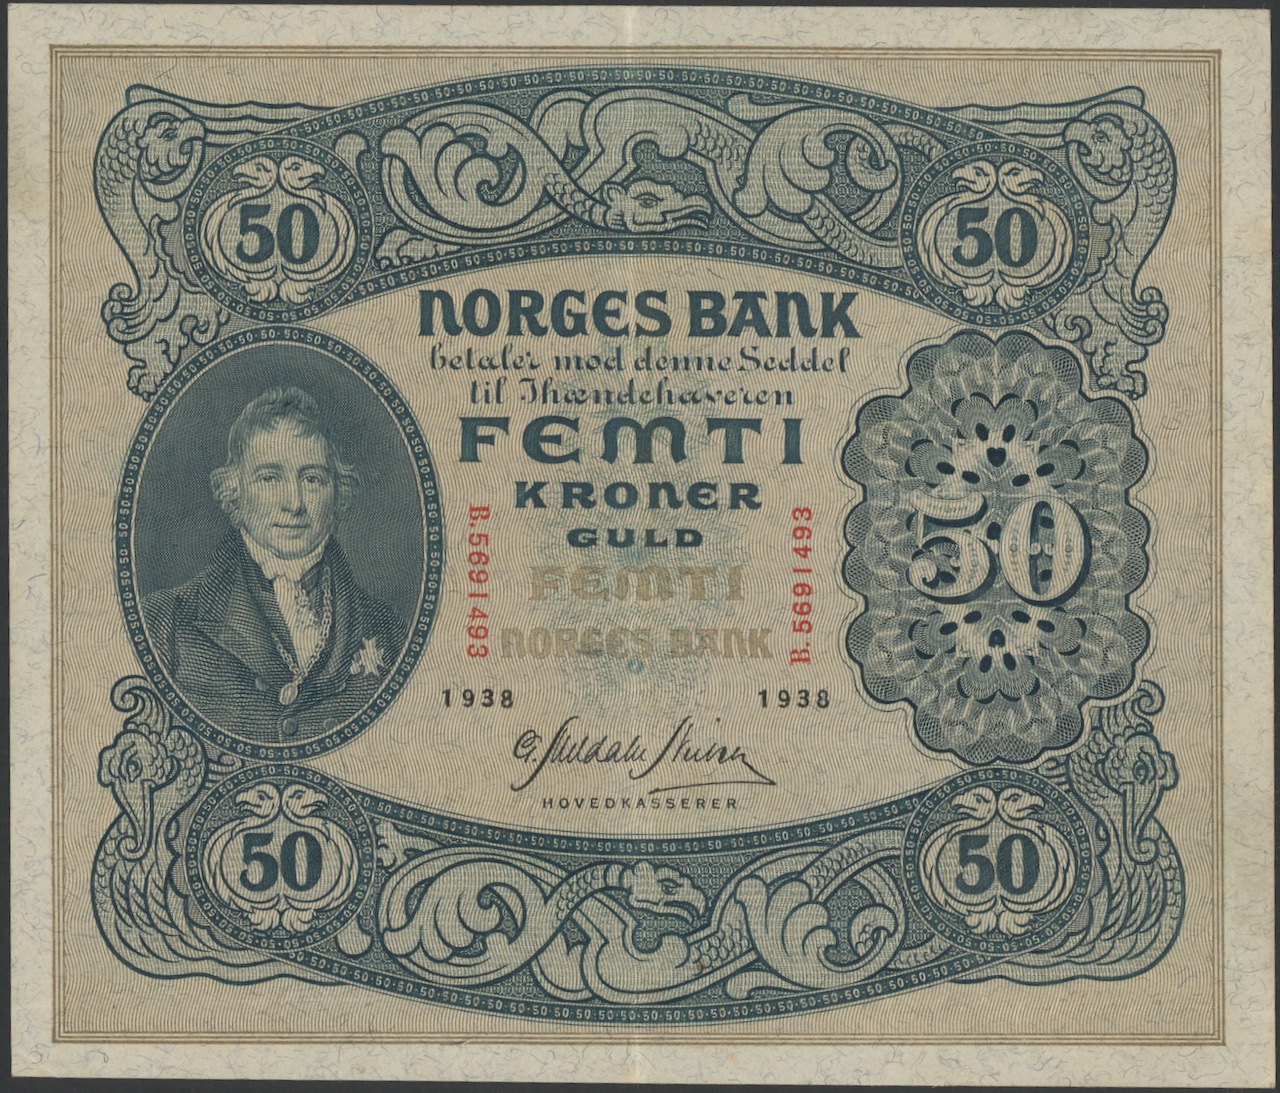 50
50
NORGES BANK
betaler mod denne Seddel
til Ihændehaveren
FEMTI
KRONER
GULD
FEMTI
NORGES BANK
B.5691493
B.5691493
50
1938
1938
HOVEDKASSERER
50
50